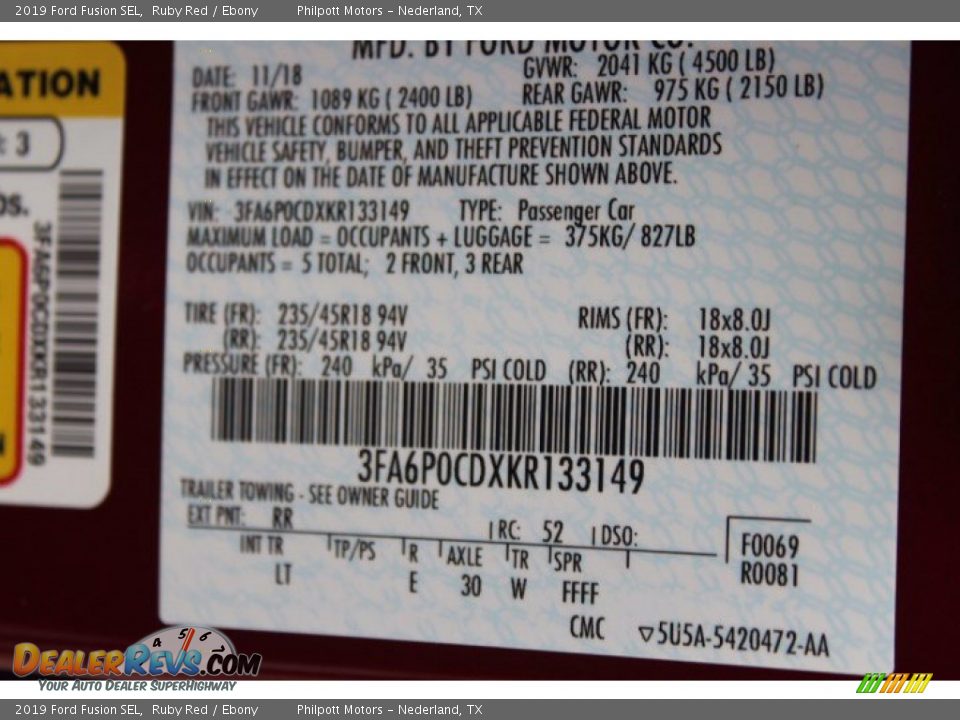 2019 Ford Fusion SEL, Ruby Red / Ebony Philpott Motors - Nederland, TX
MFD. BY FORD MOTOR CO.
DATE: 11/18 GVWR: 2041 KG ( 4500 LB)
FRONT GAWR: 1089 KG ( 2400 LB) REAR GAWR: 975 KG ( 2150 LB)
THIS VEHICLE CONFORMS TO ALL APPLICABLE FEDERAL MOTOR
VEHICLE SAFETY, BUMPER, AND THEFT PREVENTION STANDARDS
IN EFFECT ON THE DATE OF MANUFACTURE SHOWN ABOVE.
VIN: 3FA6P0CDXKR133149 TYPE: Passenger Car
MAXIMUM LOAD = OCCUPANTS + LUGGAGE = 375KG/ 827LB
OCCUPANTS = 5 TOTAL; 2 FRONT, 3 REAR
TIRE (FR): 235/45R18 94V RIMS (FR): 18x8.0J
(RR): 235/45R18 94V (RR): 18x8.0J
PRESSURE (FR): 240 kPa/ 35 PSI COLD (RR): 240 kPa/ 35 PSI COLD
3FA6P0CDXKR133149
TRAILER TOWING - SEE OWNER GUIDE
EXT PNT: RR RC: 52 DSO:
F0069
INT TR TP/PS R AXLE TR SPR
R0081
LT E 30 W FFFF
CMC ▽5U5A-5420472-AA
ATION
: 3
os.
3FA6P0CDXKR133149
DEALERREVS.COM
4 5 6
YOUR AUTO DEALER SUPERHIGHWAY
2019 Ford Fusion SEL, Ruby Red / Ebony Philpott Motors - Nederland, TX